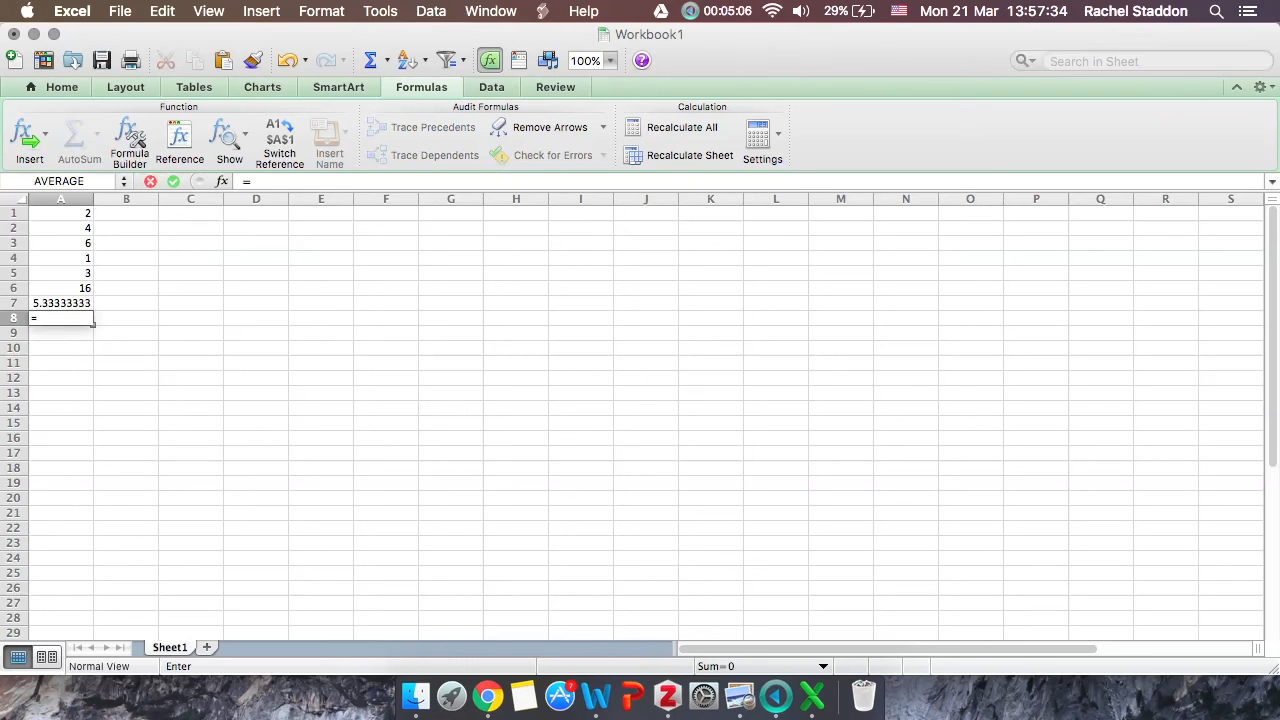 Excel File Edit View Insert Format Tools Data Window Help 00:05:06 29% Mon 21 Mar 13:57:34 Rachel Staddon
Workbook1
100% Search in Sheet
Home Layout Tables Charts SmartArt Formulas Data Review
Function Audit Formulas Calculation
Insert AutoSum Formula Builder Reference Show Switch Reference Insert Name Trace Precedents Remove Arrows Recalculate All Settings
Trace Dependents Check for Errors Recalculate Sheet
AVERAGE fx =
A B C D E F G H I J K L M N O P Q R S
1 2
2 4
3 6
4 1
5 3
6 16
7 5.33333333
8 =
9
10
11
12
13
14
15
16
17
18
19
20
21
22
23
24
25
26
27
28
29
Sheet1
Normal View Enter Sum=0